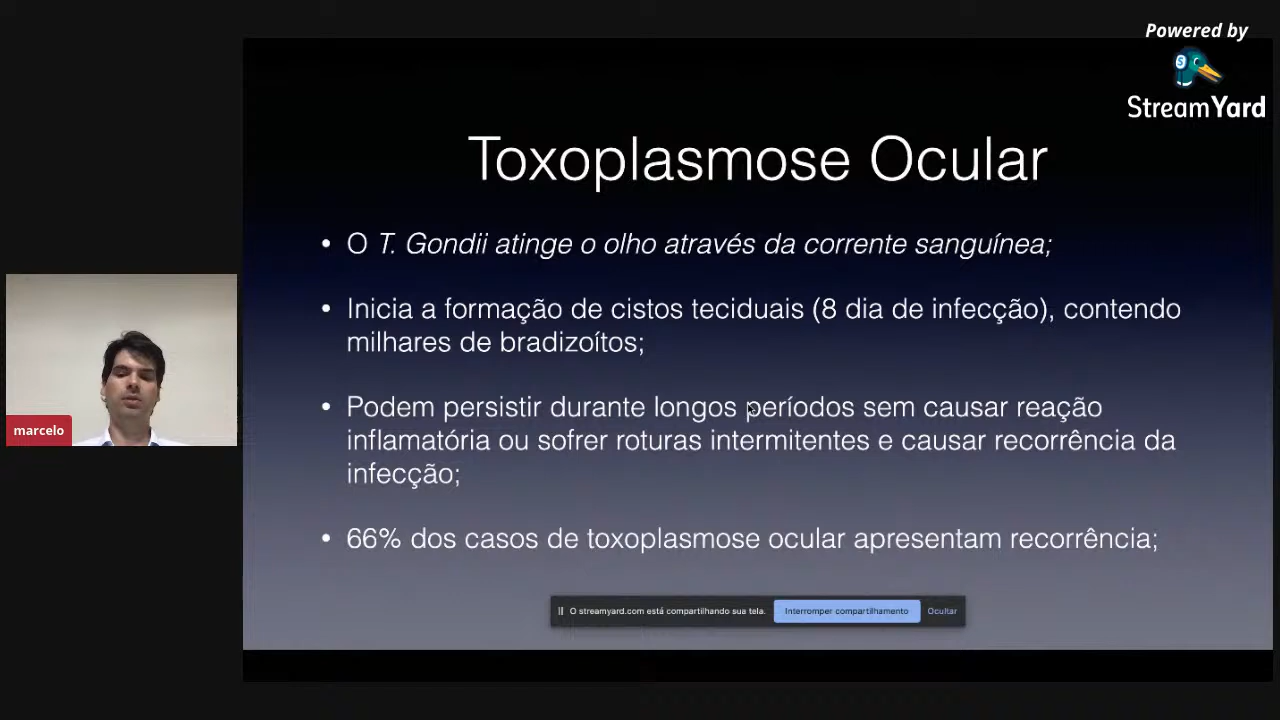 Powered by
StreamYard
Toxoplasmose Ocular
• O T. Gondii atinge o olho através da corrente sanguínea;
• Inicia a formação de cistos teciduais (8 dia de infecção), contendo
milhares de bradizoítos;
• Podem persistir durante longos períodos sem causar reação
inflamatória ou sofrer roturas intermitentes e causar recorrência da
infecção;
• 66% dos casos de toxoplasmose ocular apresentam recorrência;
marcelo
O streamyard.com está compartilhando sua tela. Interromper compartilhamento Ocultar